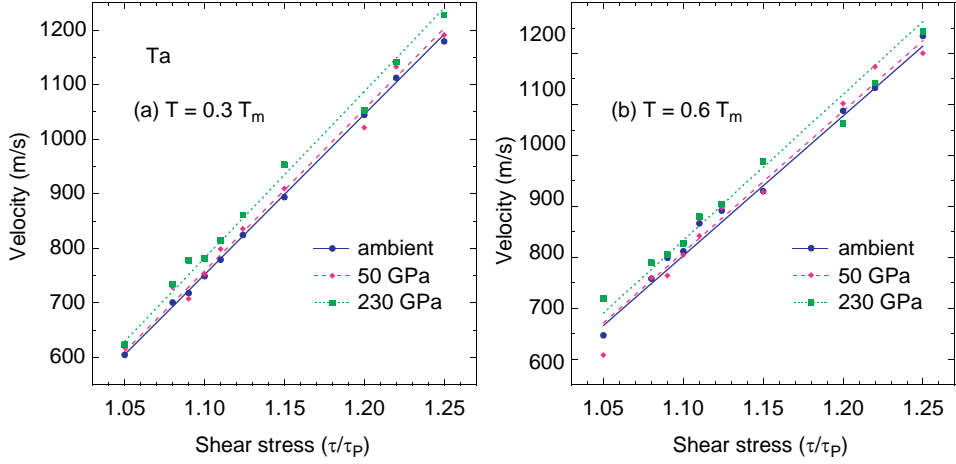 Ta
(a) T = 0.3 Tm
Velocity (m/s)
1200
1100
1000
900
800
700
600
ambient
50 GPa
230 GPa
1.05 1.10 1.15 1.20 1.25
Shear stress (τ/τP)
(b) T = 0.6 Tm
Velocity (m/s)
1200
1100
1000
900
800
700
600
ambient
50 GPa
230 GPa
1.05 1.10 1.15 1.20 1.25
Shear stress (τ/τP)